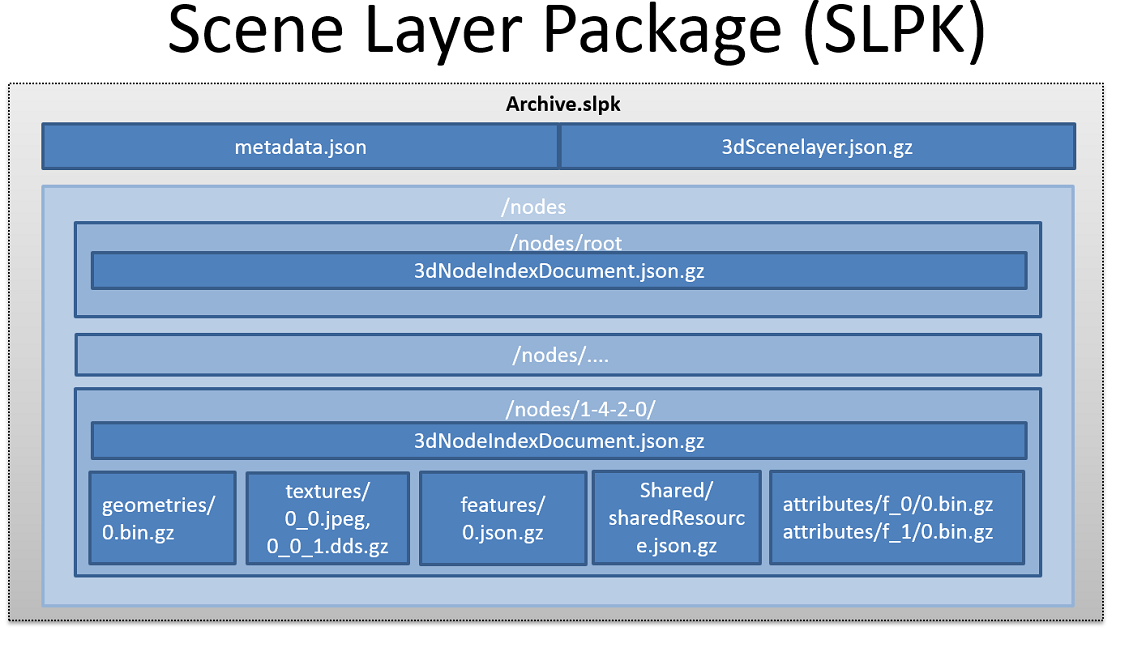 Scene Layer Package (SLPK)
Archive.slpk
metadata.json
3dScenelayer.json.gz
/nodes
/nodes/root
3dNodeIndexDocument.json.gz
/nodes/....
/nodes/1-4-2-0/
3dNodeIndexDocument.json.gz
geometries/
0.bin.gz
textures/
0_0.jpeg,
0_0_1.dds.gz
features/
0.json.gz
Shared/
sharedResourc
e.json.gz
attributes/f_0/0.bin.gz
attributes/f_1/0.bin.gz